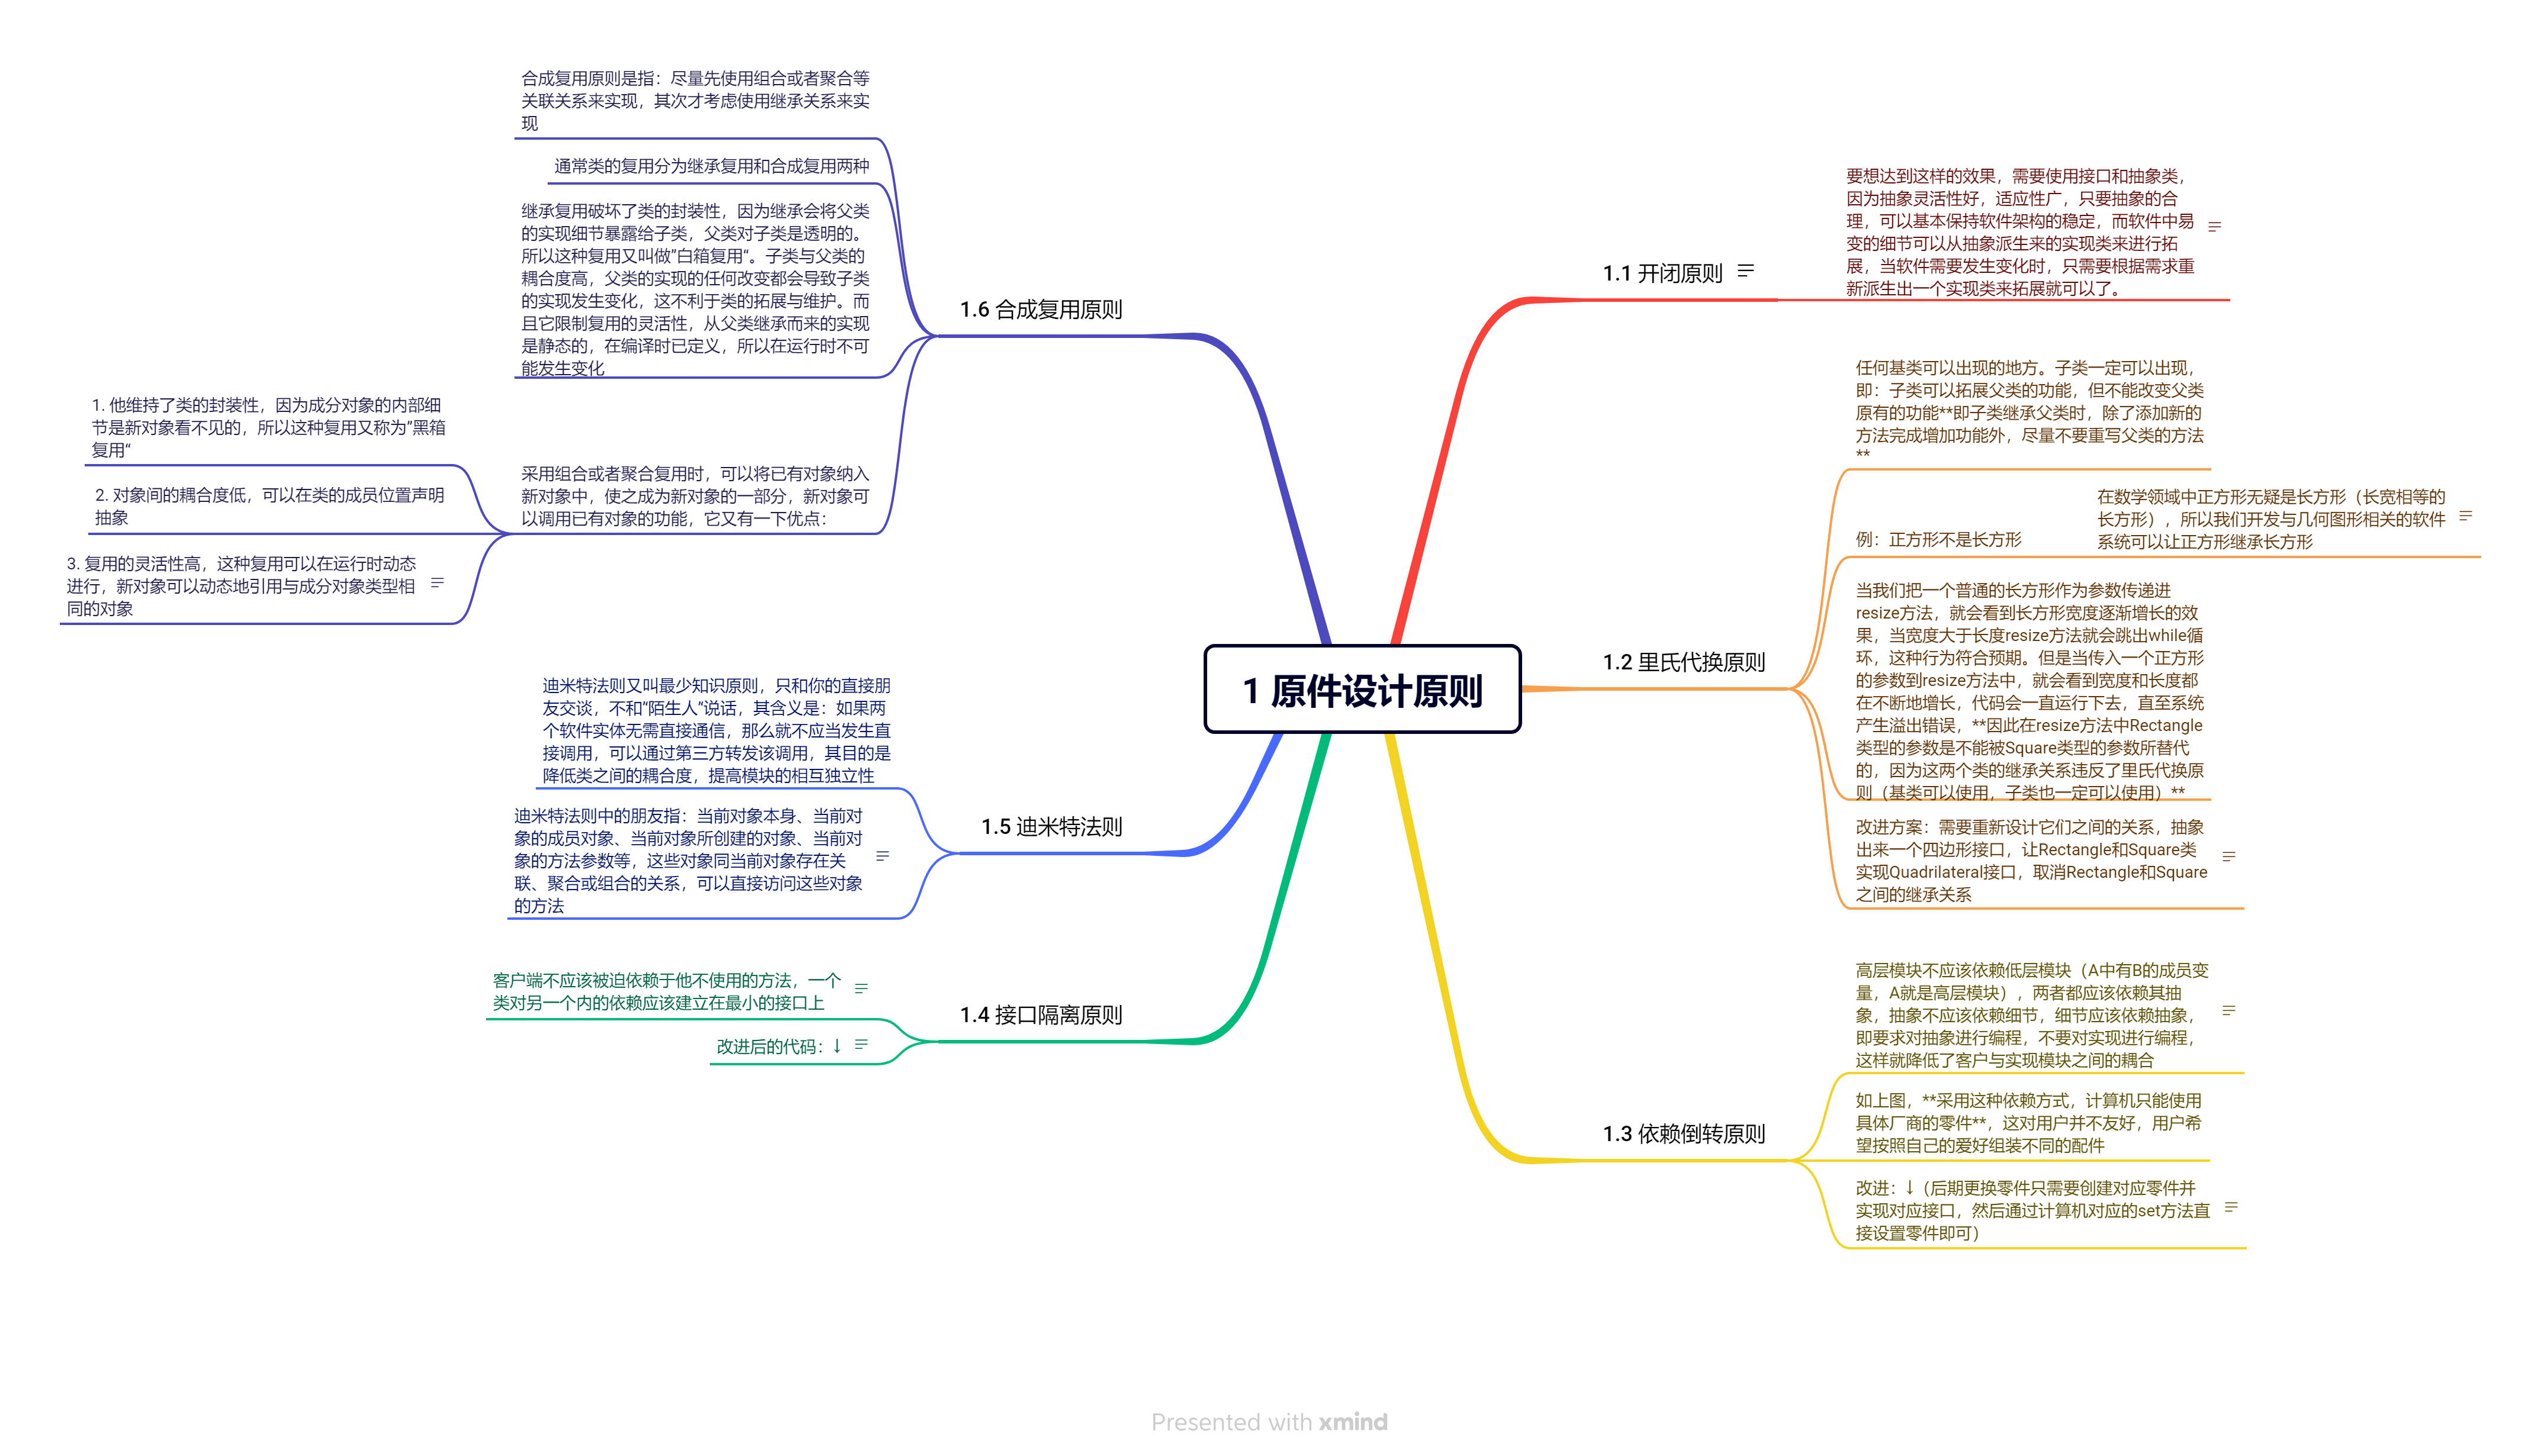 1 原件设计原则
1.1 开闭原则
要想达到这样的效果，需要使用接口和抽象类，
因为抽象灵活性好，适应性广，只要抽象的合
理，可以基本保持软件架构的稳定，而软件中易
变的细节可以从抽象派生来的实现类来进行拓
展，当软件需要发生变化时，只需要根据需求重
新派生出一个实现类来拓展就可以了。
1.2 里氏代换原则
任何基类可以出现的地方。子类一定可以出现，
即：子类可以拓展父类的功能，但不能改变父类
原有的功能**即子类继承父类时，除了添加新的
方法完成增加功能外，尽量不要重写父类的方法
**
例：正方形不是长方形
在数学领域中正方形无疑是长方形（长宽相等的
长方形），所以我们开发与几何图形相关的软件
系统可以让正方形继承长方形
当我们把一个普通的长方形作为参数传递进
resize方法，就会看到长方形宽度逐渐增长的效
果，当宽度大于长度resize方法就会跳出while循
环，这种行为符合预期。但是当传入一个正方形
的参数到resize方法中，就会看到宽度和长度都
在不断地增长，代码会一直运行下去，直至系统
产生溢出错误，**因此在resize方法中Rectangle
类型的参数是不能被Square类型的参数所替代
的，因为这两个类的继承关系违反了里氏代换原
则（基类可以使用，子类也一定可以使用）**
改进方案：需要重新设计它们之间的关系，抽象
出来一个四边形接口，让Rectangle和Square类
实现Quadrilateral接口，取消Rectangle和Square
之间的继承关系
1.3 依赖倒转原则
高层模块不应该依赖低层模块（A中有B的成员变
量，A就是高层模块），两者都应该依赖其抽
象，抽象不应该依赖细节，细节应该依赖抽象，
即要求对抽象进行编程，不要对实现进行编程，
这样就降低了客户与实现模块之间的耦合
如上图，**采用这种依赖方式，计算机只能使用
具体厂商的零件**，这对用户并不友好，用户希
望按照自己的爱好组装不同的配件
改进：↓（后期更换零件只需要创建对应零件并
实现对应接口，然后通过计算机对应的set方法直
接设置零件即可）
1.4 接口隔离原则
客户端不应该被迫依赖于他不使用的方法，一个
类对另一个内的依赖应该建立在最小的接口上
改进后的代码：↓
1.5 迪米特法则
迪米特法则又叫最少知识原则，只和你的直接朋
友交谈，不和“陌生人”说话，其含义是：如果两
个软件实体无需直接通信，那么就不应当发生直
接调用，可以通过第三方转发该调用，其目的是
降低类之间的耦合度，提高模块的相互独立性
迪米特法则中的朋友指：当前对象本身、当前对
象的成员对象、当前对象所创建的对象、当前对
象的方法参数等，这些对象同当前对象存在关
联、聚合或组合的关系，可以直接访问这些对象
的方法
1.6 合成复用原则
合成复用原则是指：尽量先使用组合或者聚合等
关联关系来实现，其次才考虑使用继承关系来实
现
通常类的复用分为继承复用和合成复用两种
继承复用破坏了类的封装性，因为继承会将父类
的实现细节暴露给子类，父类对子类是透明的。
所以这种复用又叫做”白箱复用“。子类与父类的
耦合度高，父类的实现的任何改变都会导致子类
的实现发生变化，这不利于类的拓展与维护。而
且它限制复用的灵活性，从父类继承而来的实现
是静态的，在编译时已定义，所以在运行时不可
能发生变化
采用组合或者聚合复用时，可以将已有对象纳入
新对象中，使之成为新对象的一部分，新对象可
以调用已有对象的功能，它又有一下优点：
1. 他维持了类的封装性，因为成分对象的内部细
节是新对象看不见的，所以这种复用又称为”黑箱
复用“
2. 对象间的耦合度低，可以在类的成员位置声明
抽象
3. 复用的灵活性高，这种复用可以在运行时动态
进行，新对象可以动态地引用与成分对象类型相
同的对象
Presented with xmind